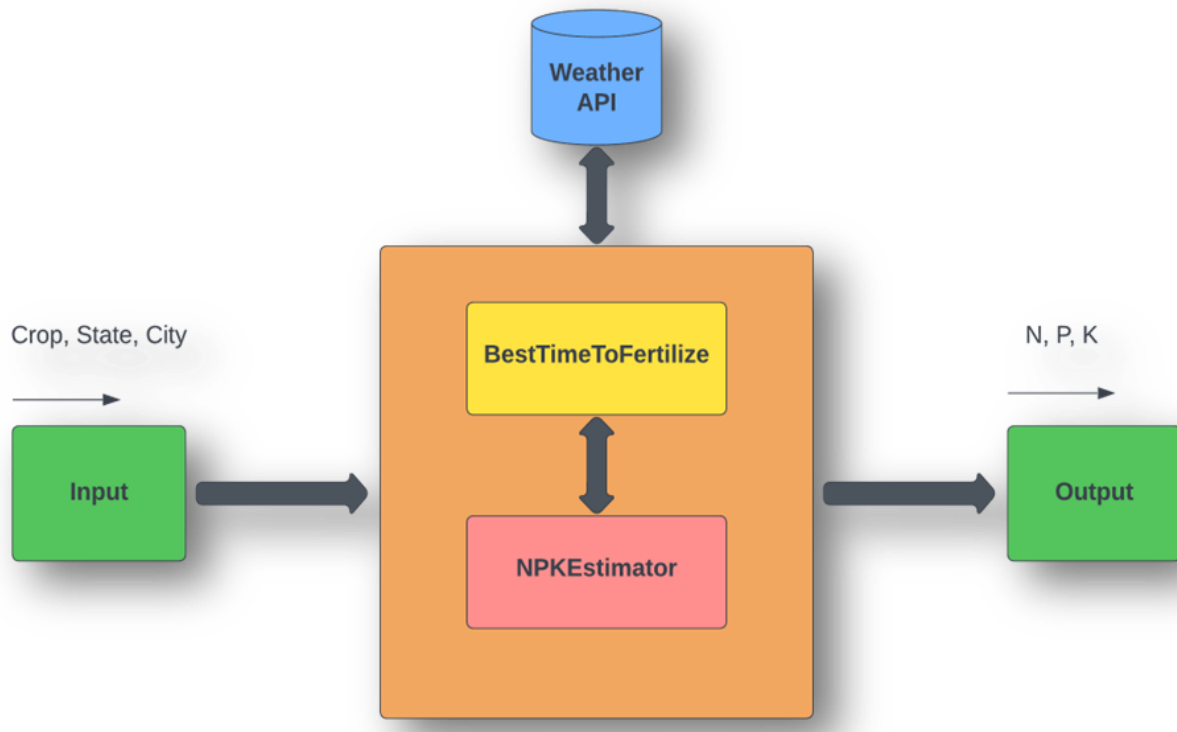 Weather
API
Crop, State, City
N, P, K
BestTimeToFertilize
Input
Output
NPKEstimator